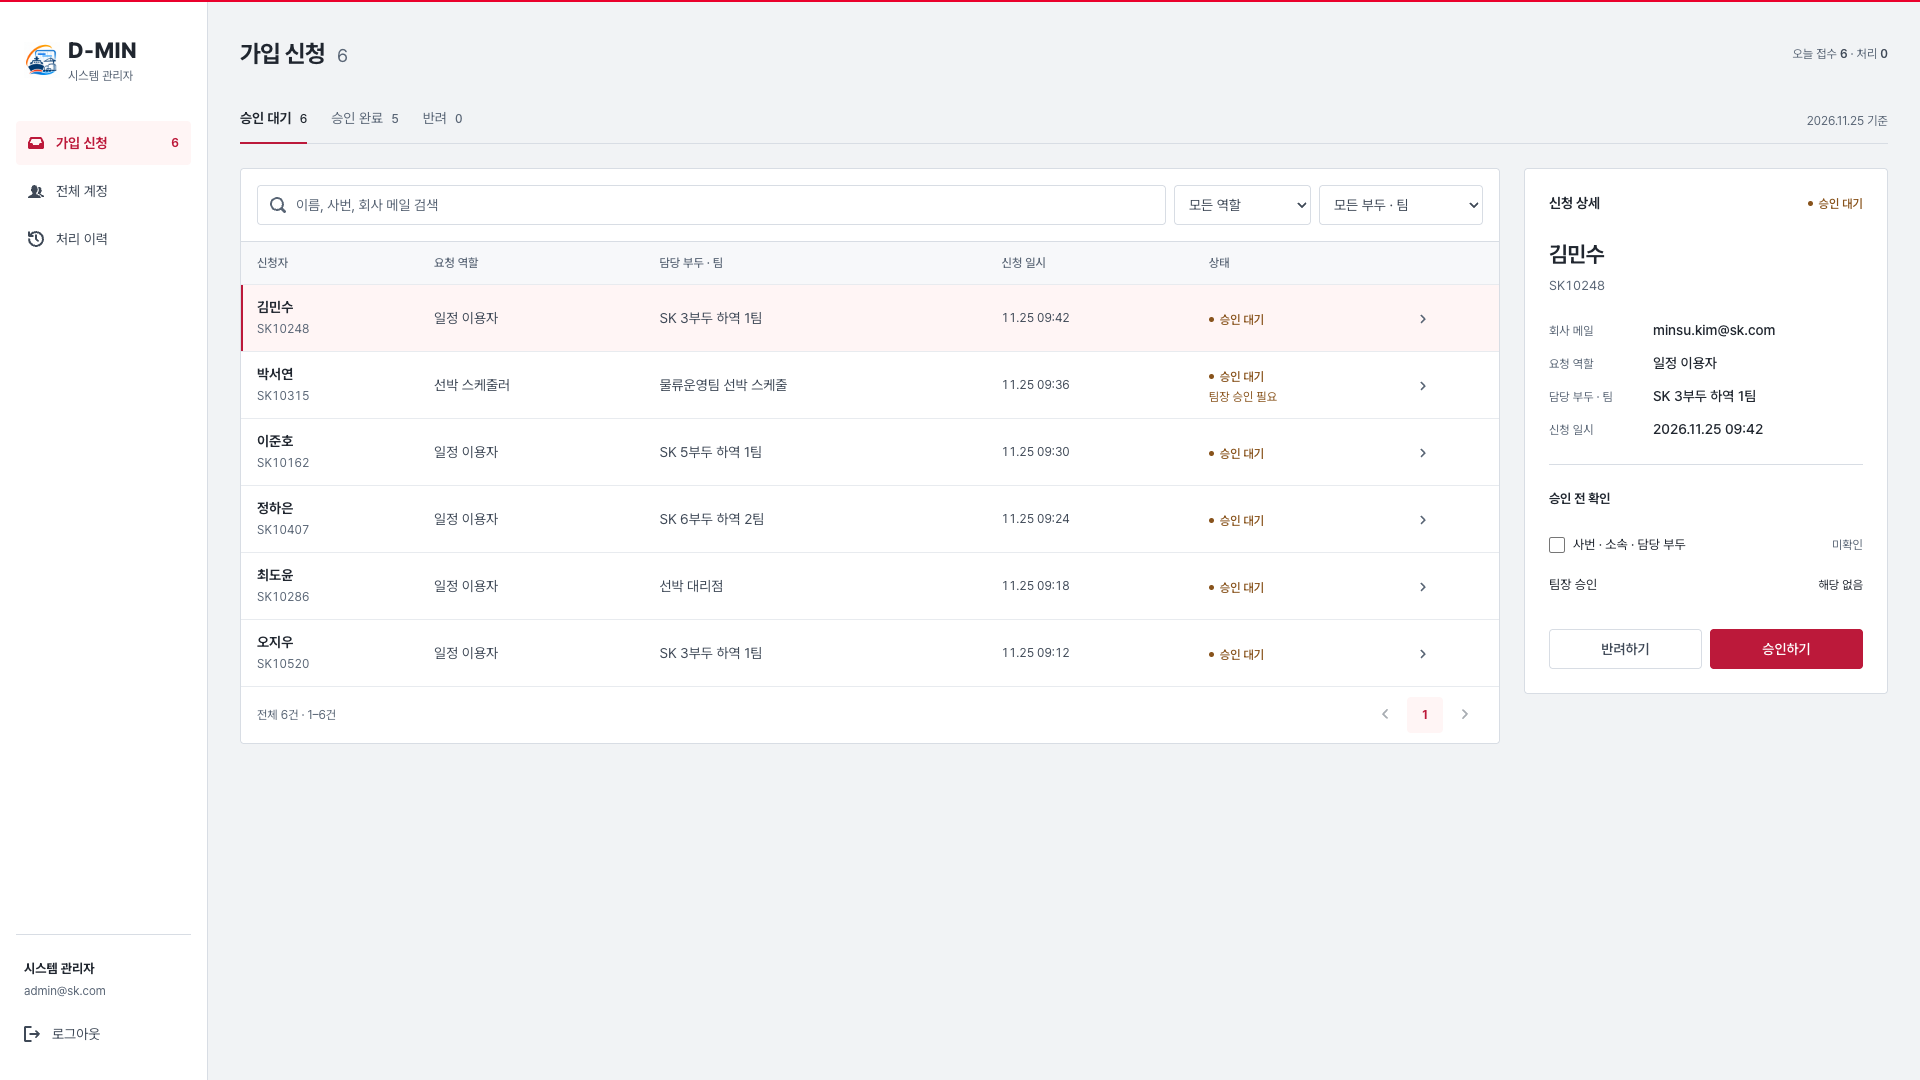 D-MIN
시스템 관리자
가입 신청 6
전체 계정
처리 이력
시스템 관리자
admin@sk.com
로그아웃
가입 신청 6
오늘 접수 6 · 처리 0
승인 대기 6 승인 완료 5 반려 0
2026.11.25 기준
이름, 사번, 회사 메일 검색 모든 역할 모든 부두 · 팀
신청자 요청 역할 담당 부두 · 팀 신청 일시 상태
김민수
SK10248
일정 이용자 SK 3부두 하역 1팀 11.25 09:42 승인 대기
박서연
SK10315
선박 스케줄러 물류운영팀 선박 스케줄 11.25 09:36 승인 대기
팀장 승인 필요
이준호
SK10162
일정 이용자 SK 5부두 하역 1팀 11.25 09:30 승인 대기
정하은
SK10407
일정 이용자 SK 6부두 하역 2팀 11.25 09:24 승인 대기
최도윤
SK10286
일정 이용자 선박 대리점 11.25 09:18 승인 대기
오지우
SK10520
일정 이용자 SK 3부두 하역 1팀 11.25 09:12 승인 대기
전체 6건 · 1–6건
1
신청 상세 승인 대기
김민수
SK10248
회사 메일 minsu.kim@sk.com
요청 역할 일정 이용자
담당 부두 · 팀 SK 3부두 하역 1팀
신청 일시 2026.11.25 09:42
승인 전 확인
사번 · 소속 · 담당 부두 미확인
팀장 승인 해당 없음
반려하기 승인하기